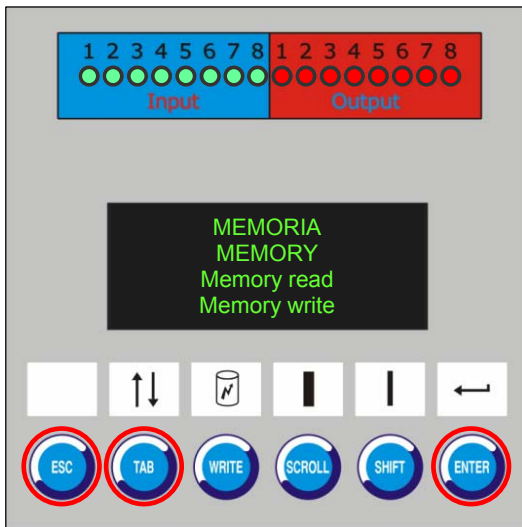 1 2 3 4 5 6 7 8 1 2 3 4 5 6 7 8
Input Output
MEMORIA
MEMORY
Memory read
Memory write
ESC TAB WRITE SCROLL SHIFT ENTER